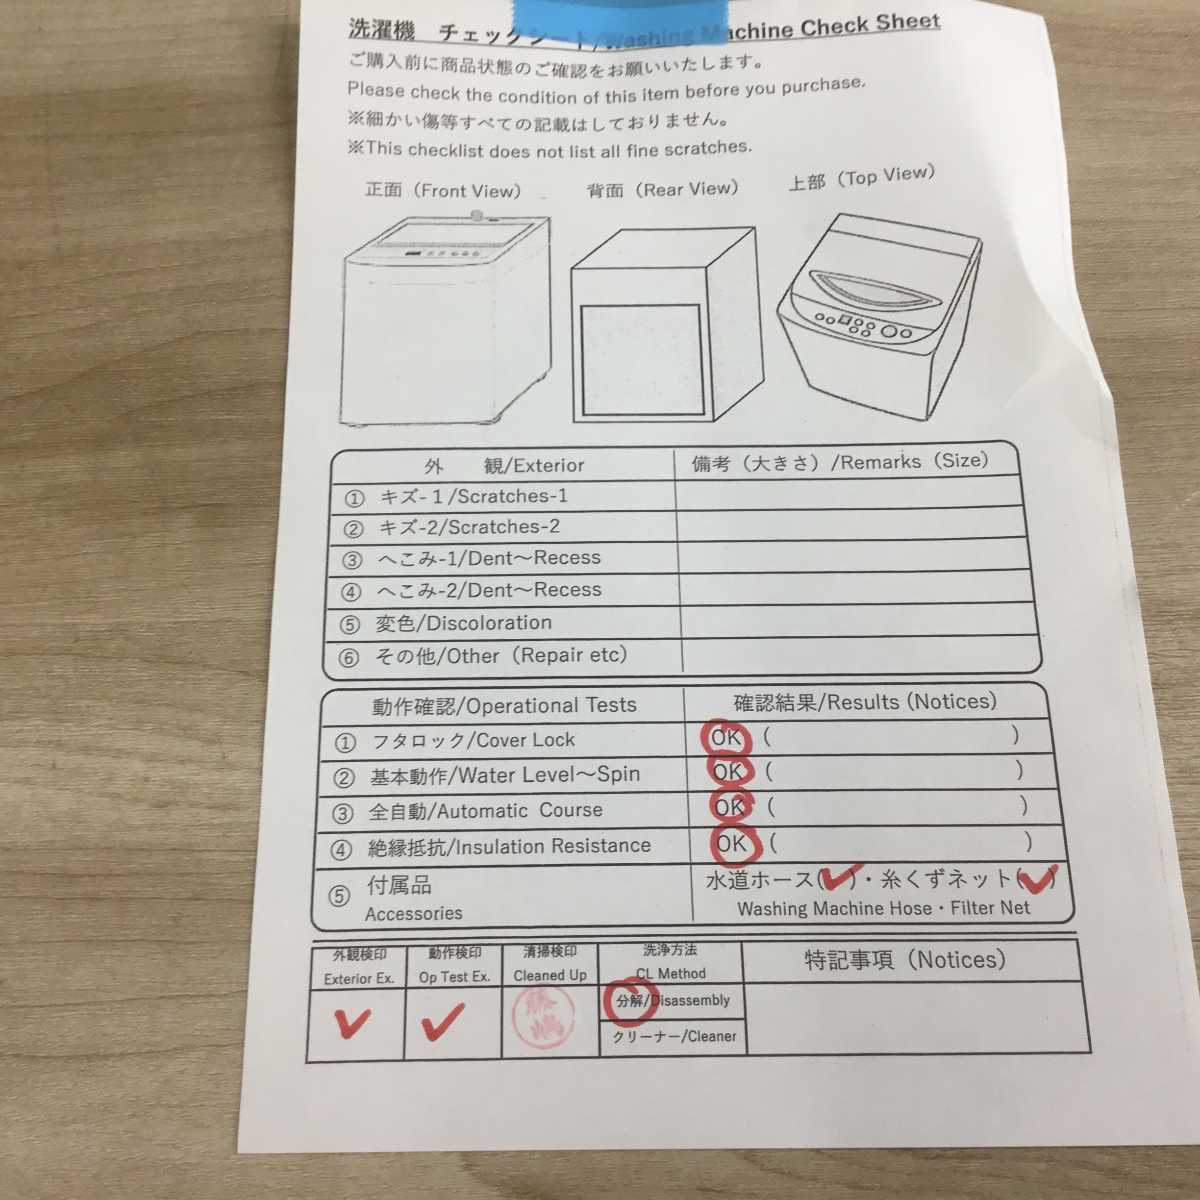 洗濯機　チェックシート/Washing Machine Check Sheet
ご購入前に商品状態のご確認をお願いいたします。
Please check the condition of this item before you purchase.
※細かい傷等すべての記載はしておりません。
※This checklist does not list all fine scratches.
正面（Front View）
背面（Rear View）
上部（Top View）
外　観/Exterior
備考（大きさ）/Remarks（Size）
① キズ-１/Scratches-1
② キズ-2/Scratches-2
③ へこみ-1/Dent～Recess
④ へこみ-2/Dent～Recess
⑤ 変色/Discoloration
⑥ その他/Other（Repair etc）
動作確認/Operational Tests
確認結果/Results (Notices)
① フタロック/Cover Lock
OK（　）
② 基本動作/Water Level～Spin
OK（　）
③ 全自動/Automatic Course
OK（　）
④ 絶縁抵抗/Insulation Resistance
OK（　）
⑤ 付属品
Accessories
水道ホース(✓)・糸くずネット(✓)
Washing Machine Hose・Filter Net
外観検印
Exterior Ex.
動作検印
Op Test Ex.
清掃検印
Cleaned Up
洗浄方法
CL Method
特記事項（Notices）
✓
✓
藤嶋
分解/Disassembly
クリーナー/Cleaner